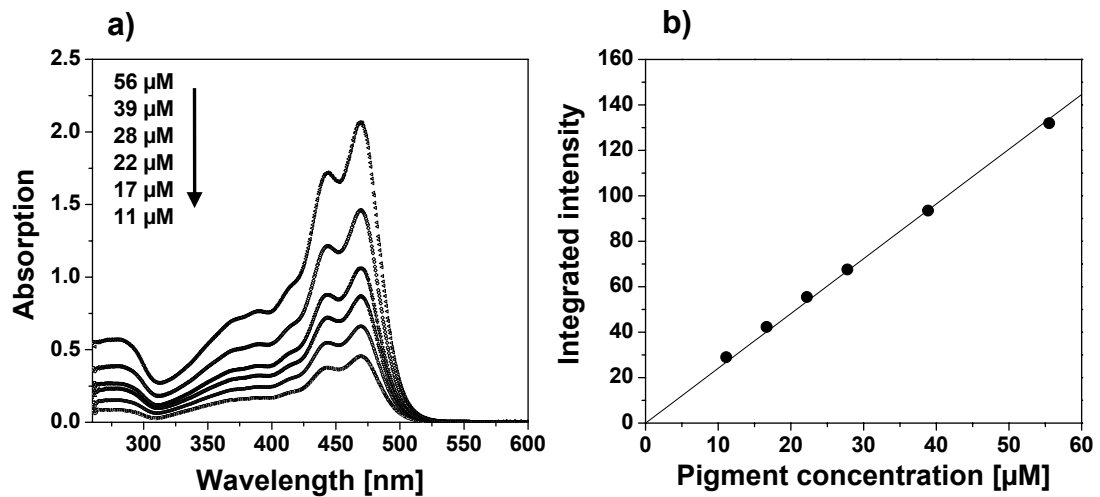 a)
2.5
2.0
1.5
1.0
0.5
0.0
Absorption
56 µM
39 µM
28 µM
22 µM
17 µM
11 µM
300
350
400
450
500
550
600
Wavelength [nm]
b)
160
140
120
100
80
60
40
20
0
Integrated intensity
0
10
20
30
40
50
60
Pigment concentration [µM]